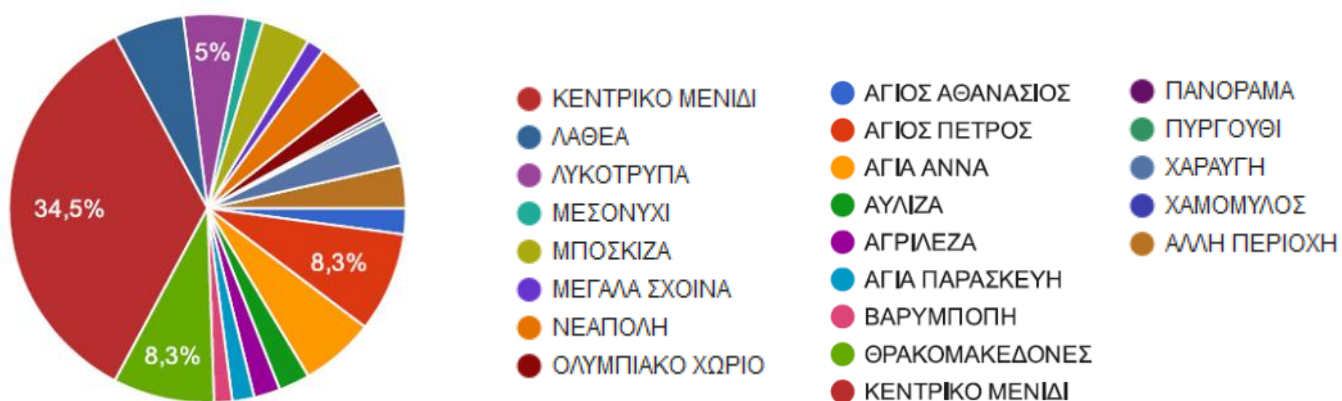 5%
34,5%
8,3%
8,3%
ΚΕΝΤΡΙΚΟ ΜΕΝΙΔΙ
ΛΑΘΕΑ
ΛΥΚΟΤΡΥΠΑ
ΜΕΣΟΝΥΧΙ
ΜΠΟΣΚΙΖΑ
ΜΕΓΑΛΑ ΣΧΟΙΝΑ
ΝΕΑΠΟΛΗ
ΟΛΥΜΠΙΑΚΟ ΧΩΡΙΟ
ΑΓΙΟΣ ΑΘΑΝΑΣΙΟΣ
ΑΓΙΟΣ ΠΕΤΡΟΣ
ΑΓΙΑ ΑΝΝΑ
ΑΥΛΙΖΑ
ΑΓΡΙΛΕΖΑ
ΑΓΙΑ ΠΑΡΑΣΚΕΥΗ
ΒΑΡΥΜΠΟΠΗ
ΘΡΑΚΟΜΑΚΕΔΟΝΕΣ
ΚΕΝΤΡΙΚΟ ΜΕΝΙΔΙ
ΠΑΝΟΡΑΜΑ
ΠΥΡΓΟΥΘΙ
ΧΑΡΑΥΓΗ
ΧΑΜΟΜΥΛΟΣ
ΑΛΛΗ ΠΕΡΙΟΧΗ